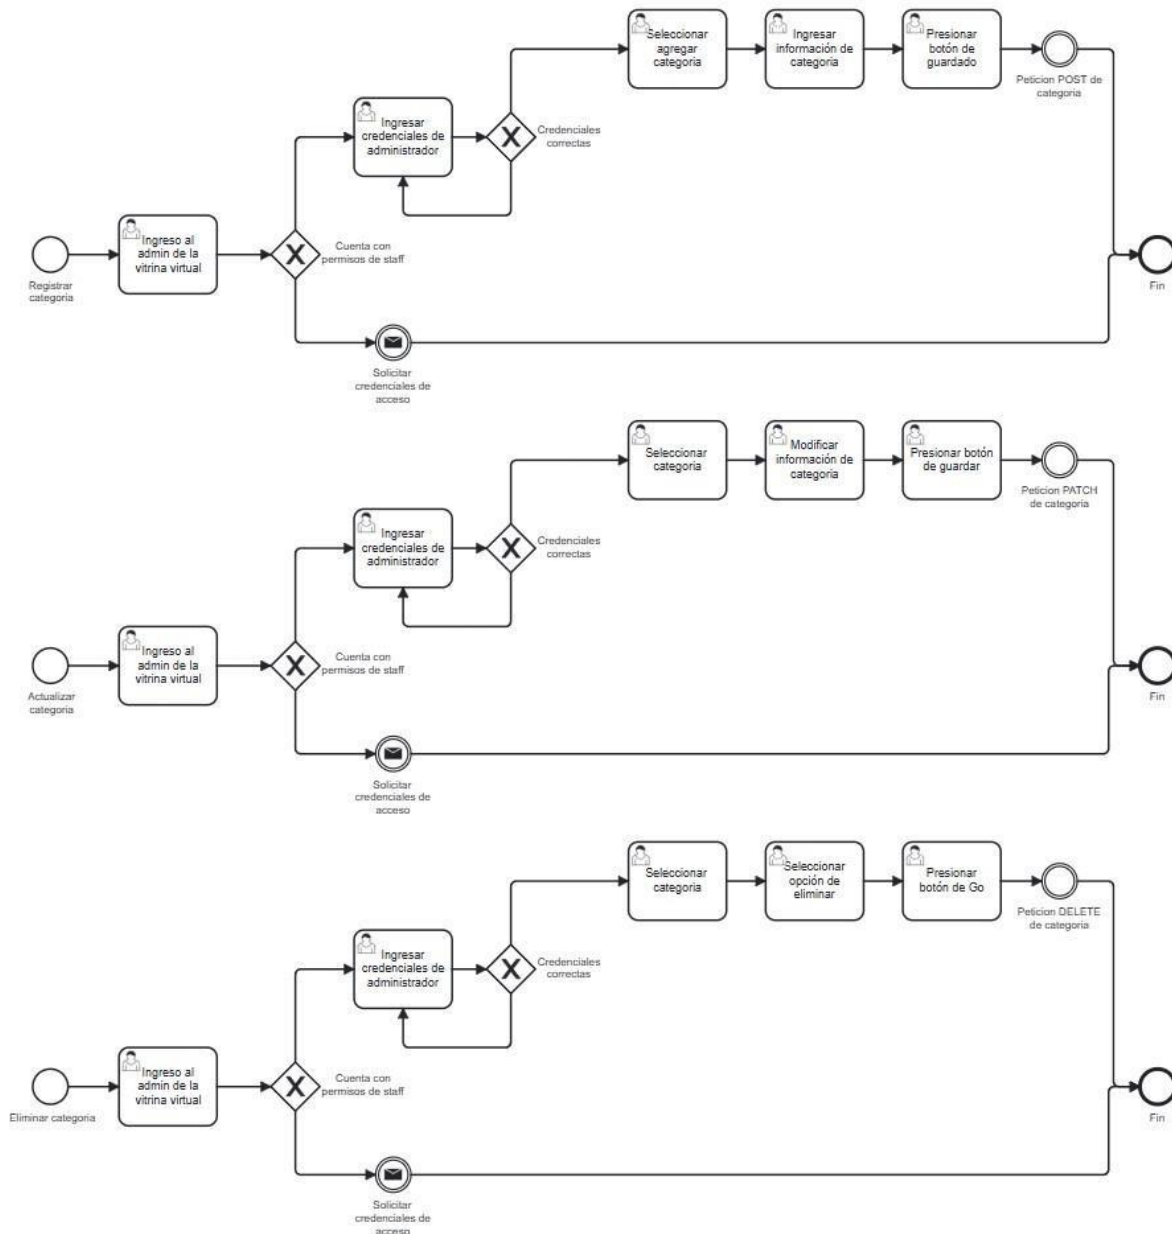 Seleccionar
agregar
categoria
Ingresar
información de
categoria
Presionar
botón de
guardado
Peticion POST de
categoria
Ingresar
credenciales de
administrador
Credenciales
correctas
Ingreso al
admin de la
vitrina virtual
Cuenta con
permisos de staff
Registrar
categoria
Fin
Solicitar
credenciales de
acceso
Seleccionar
categoria
Modificar
información de
categoria
Presionar botón
de guardar
Peticion PATCH
de categoria
Ingresar
credenciales de
administrador
Credenciales
correctas
Ingreso al
admin de la
vitrina virtual
Cuenta con
permisos de staff
Actualizar
categoria
Fin
Solicitar
credenciales de
acceso
Seleccionar
categoria
Seleccionar
opción de
eliminar
Presionar
botón de Go
Peticion DELETE
de categoria
Ingresar
credenciales de
administrador
Credenciales
correctas
Ingreso al
admin de la
vitrina virtual
Cuenta con
permisos de staff
Eliminar categoria
Fin
Solicitar
credenciales de
acceso